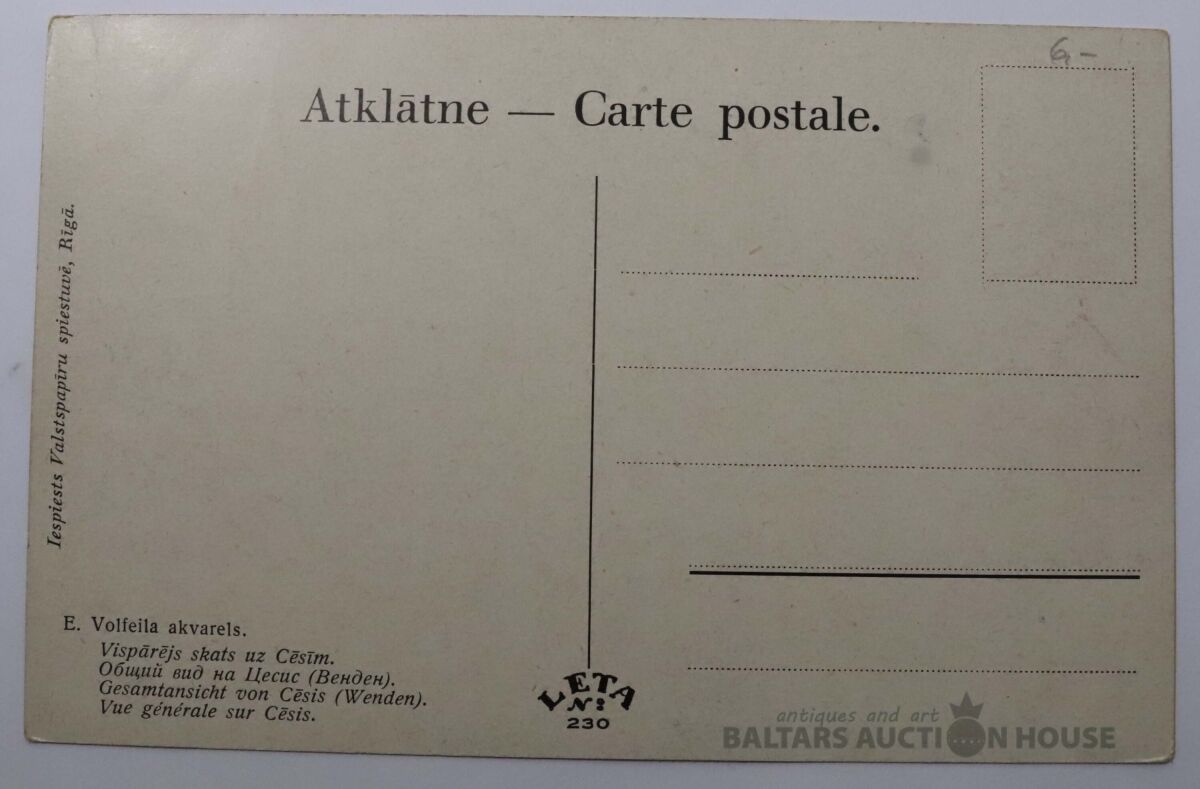 6,–
Atklātne — Carte postale.
Iespiests Valstspapīru spiestuvē, Rīgā.
E. Volfeila akvarels.
Vispārējs skats uz Cēsīm.
Общий вид на Цесис (Венден).
Gesamtansicht von Cēsis (Wenden).
Vue générale sur Cēsis.
LETA
№
230
antiques and art
BALTARS AUCTION HOUSE